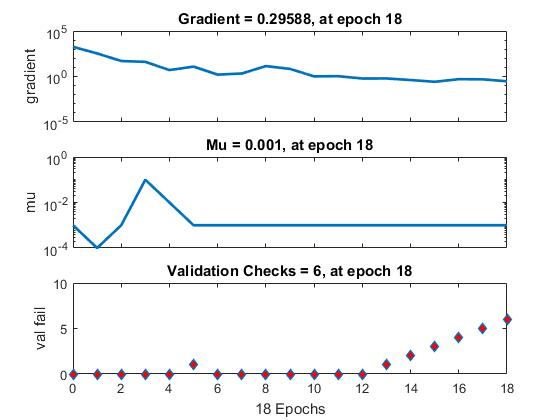 Gradient = 0.29588, at epoch 18
10^5
10^0
10^-5
gradient
Mu = 0.001, at epoch 18
10^0
10^-2
10^-4
mu
Validation Checks = 6, at epoch 18
10
5
0
val fail
0 2 4 6 8 10 12 14 16 18
18 Epochs